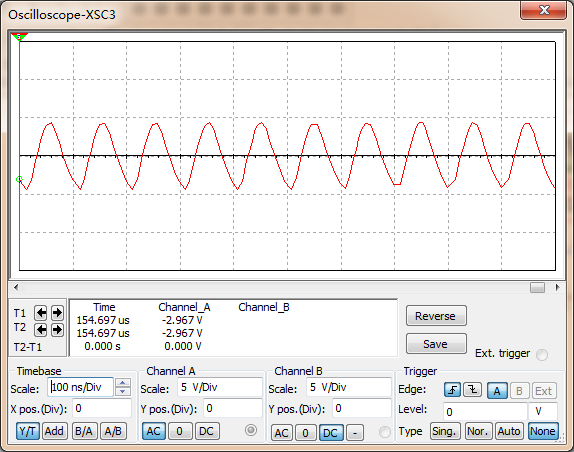 Oscilloscope-XSC3
T1
T2
T2-T1
Time Channel_A Channel_B
154.697 us -2.967 V
154.697 us -2.967 V
0.000 s 0.000 V
Reverse
Save
Ext. trigger
Timebase
Scale: 100 ns/Div
X pos.(Div): 0
Y/T Add B/A A/B
Channel A
Scale: 5 V/Div
Y pos.(Div): 0
AC 0 DC
Channel B
Scale: 5 V/Div
Y pos.(Div): 0
AC 0 DC -
Trigger
Edge: A B Ext
Level: 0 V
Type Sing. Nor. Auto None